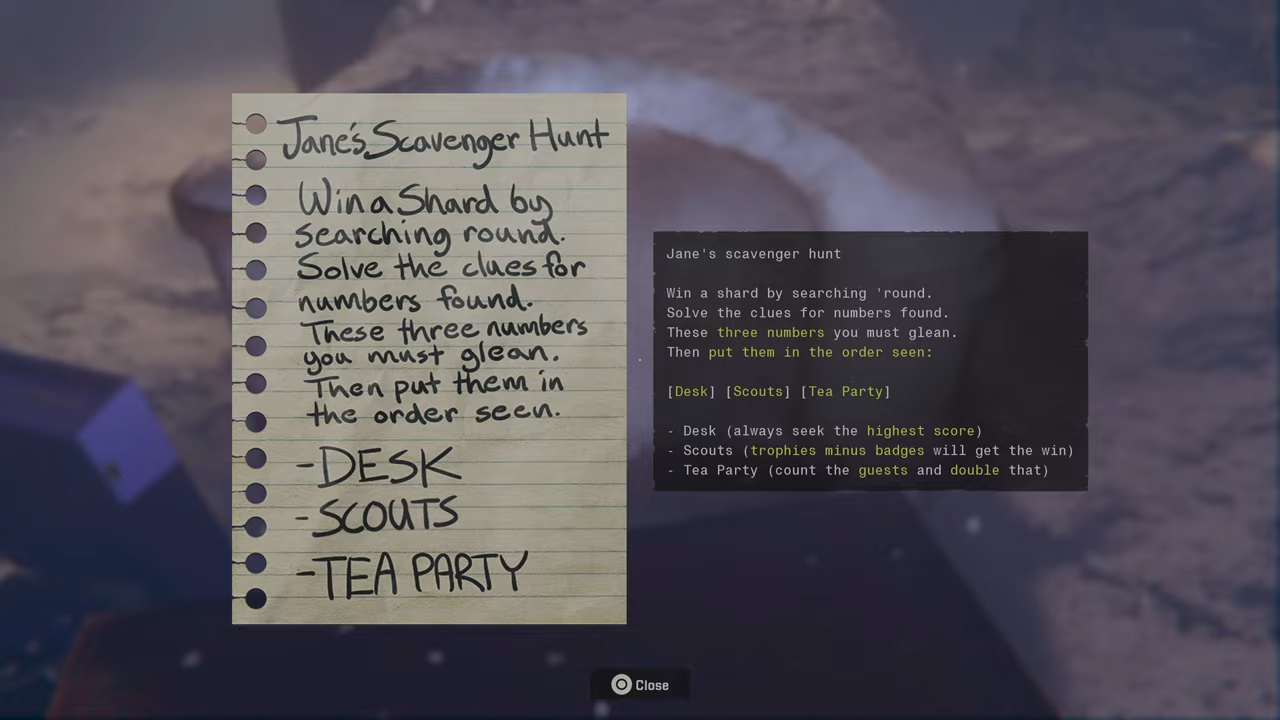 Jane's Scavenger Hunt
Win a Shard by
searching round.
Solve the clues for
numbers found.
These three numbers
you must glean.
Then put them in
the order seen.
-DESK
-SCOUTS
-TEA PARTY
Jane's scavenger hunt
Win a shard by searching 'round.
Solve the clues for numbers found.
These three numbers you must glean.
Then put them in the order seen:
[Desk] [Scouts] [Tea Party]
- Desk (always seek the highest score)
- Scouts (trophies minus badges will get the win)
- Tea Party (count the guests and double that)
Close